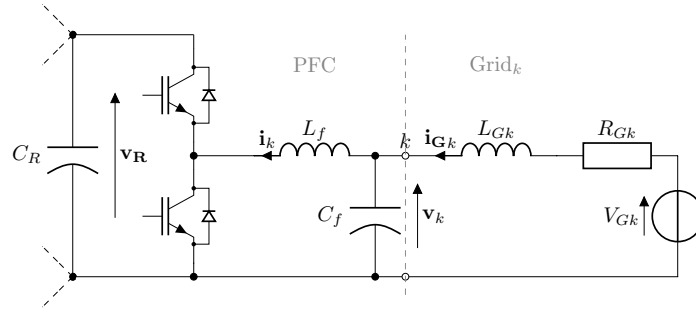 PFC
Grid_k
i_k
L_f
k
i_Gk
L_Gk
R_Gk
C_R
v_R
C_f
v_k
V_Gk